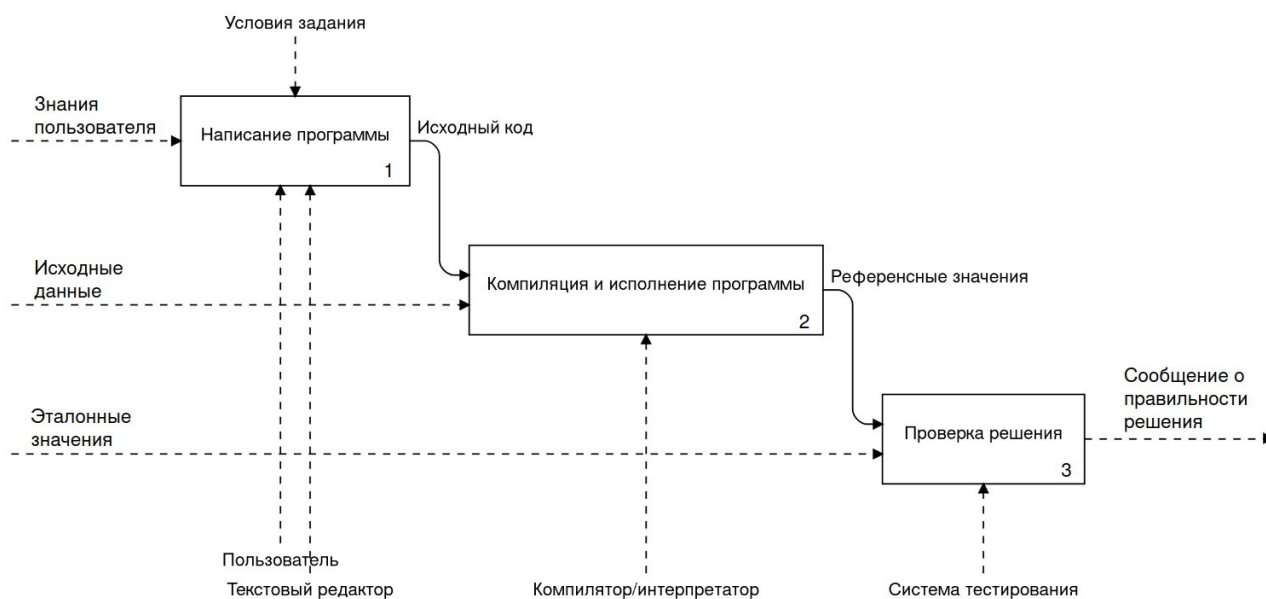 Условия задания
Знания
пользователя
Написание программы
1
Исходный код
Исходные
данные
Компиляция и исполнение программы
2
Референсные значения
Эталонные
значения
Проверка решения
3
Сообщение о
правильности
решения
Пользователь
Текстовый редактор
Компилятор/интерпретатор
Система тестирования